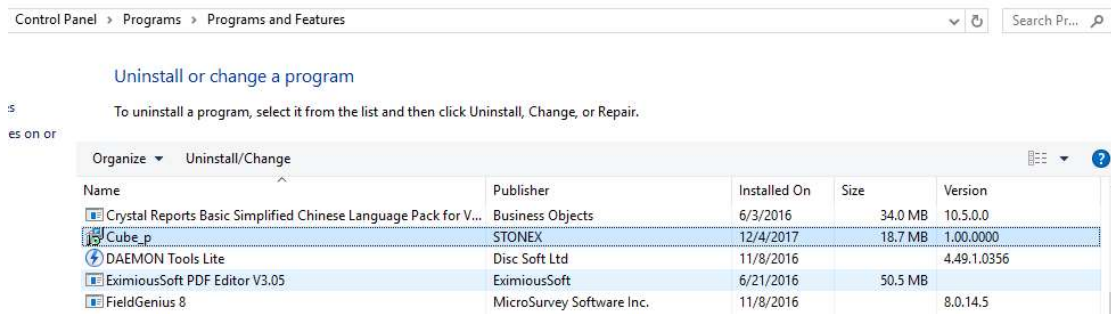 Control Panel > Programs > Programs and Features Search Pr...
Uninstall or change a program
es
To uninstall a program, select it from the list and then click Uninstall, Change, or Repair.
es on or
Organize Uninstall/Change
Name Publisher Installed On Size Version
Crystal Reports Basic Simplified Chinese Language Pack for V... Business Objects 6/3/2016 34.0 MB 10.5.0.0
Cube_p STONEX 12/4/2017 18.7 MB 1.00.0000
DAEMON Tools Lite Disc Soft Ltd 11/8/2016 4.49.1.0356
EximiousSoft PDF Editor V3.05 EximiousSoft 6/21/2016 50.5 MB
FieldGenius 8 MicroSurvey Software Inc. 11/8/2016 8.0.14.5